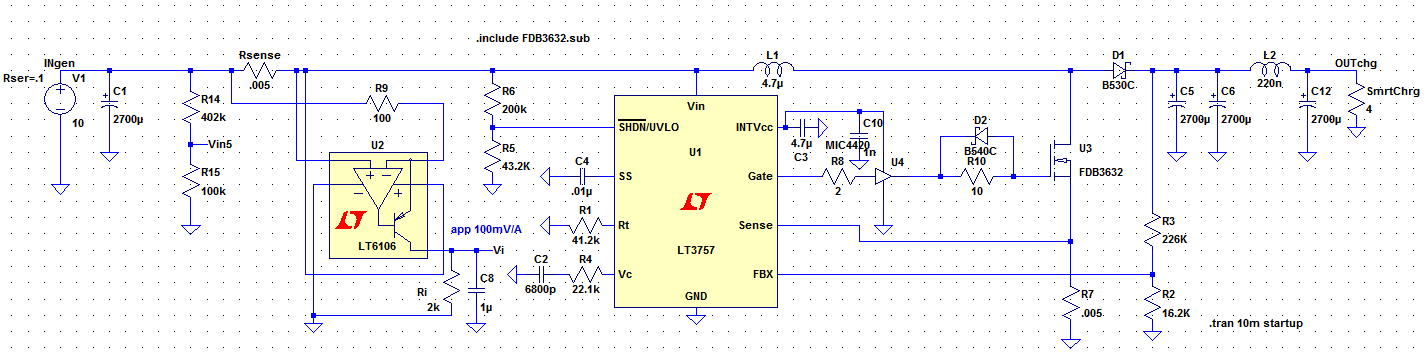 .include FDB3632.sub
INgen
Rser=.1
V1
10
C1
2700µ
R14
402k
Vin5
R15
100k
Rsense
.005
R9
100
U2
LT6106
app 100mV/A
Vi
Ri
2k
C8
1µ
R6
200k
R5
43.2K
C4
.01µ
R1
41.2k
C2
6800p
R4
22.1k
Vin
SHDN/UVLO
INTVcc
U1
SS
Gate
Rt
Sense
LT3757
Vc
FBX
GND
L1
4.7µ
4.7µ
C3
C10
MIC4420
1n
R8
2
U4
D2
B540C
R10
10
U3
FDB3632
R7
.005
D1
B530C
R3
226K
R2
16.2K
C5
2700µ
C6
2700µ
L2
220n
C12
2700µ
OUTchg
SmrtChrg
4
.tran 10m startup